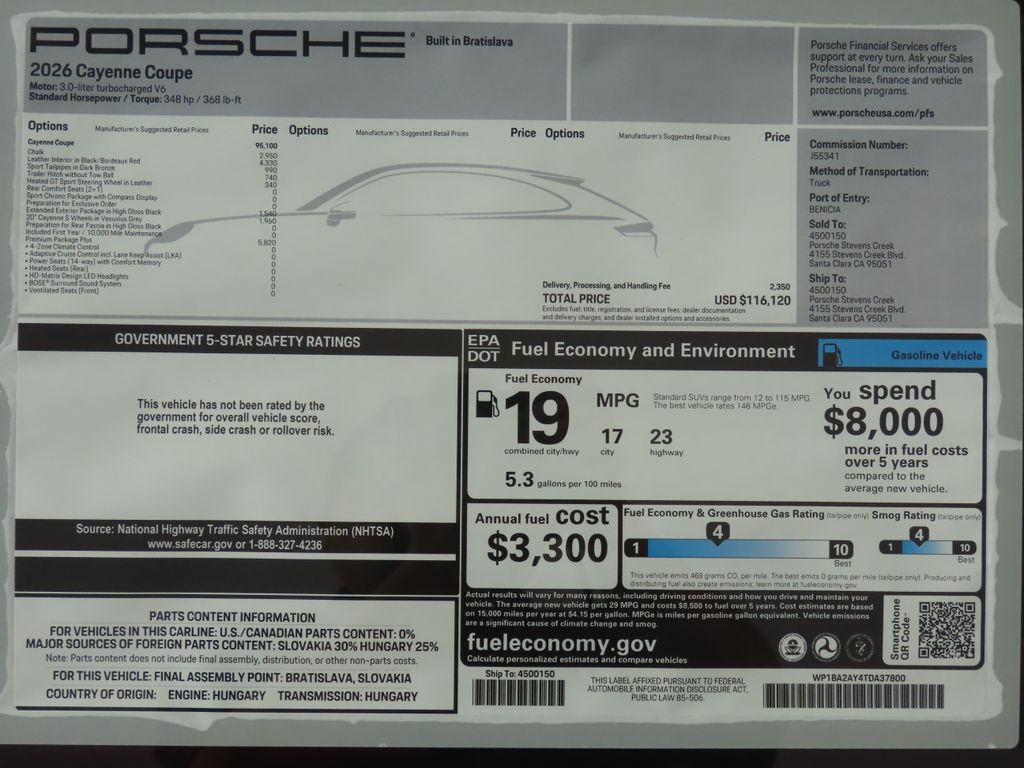 PORSCHE
Built in Bratislava
2026 Cayenne Coupe
Motor: 3.0-liter turbocharged V6
Standard Horsepower / Torque: 348 hp / 368 lb-ft
Porsche Financial Services offers
support at every turn. Ask your Sales
Professional for more information on
Porsche lease, finance and vehicle
protections programs.
www.porscheusa.com/pfs
Options Manufacturer's Suggested Retail Prices Price
Options Manufacturer's Suggested Retail Prices Price
Options Manufacturer's Suggested Retail Prices Price
Cayenne Coupe 95,100
Chalk 2,950
Leather Interior in Black/Bordeaux Red 4,330
Sport Tailpipes in Dark Bronze 990
Trailer Hitch without Tow Ball 740
Heated GT Sport Steering Wheel in Leather 340
Rear Comfort Seats (2+1) 0
Sport Chrono Package with Compass Display 0
Preparation for Exclusive Order 0
Extended Exterior Package in High Gloss Black 1,540
20" Cayenne S Wheels in Vesuvius Grey 1,960
Preparation for Rear Fascia in High Gloss Black 0
Included First Year / 10,000 Mile Maintenance 0
Premium Package Plus 5,820
• 4-Zone Climate Control 0
• Adaptive Cruise Control incl. Lane Keep Assist (LKA) 0
• Power Seats (14-way) with Comfort Memory 0
• Heated Seats (Rear) 0
• HD-Matrix Design LED Headlights 0
• BOSE® Surround Sound System 0
• Ventilated Seats (Front) 0
Delivery, Processing, and Handling Fee 2,350
TOTAL PRICE USD $116,120
Excludes fuel, title, registration, and license fees, dealer documentation
and delivery charges, and dealer installed options and accessories.
Commission Number:
J55341
Method of Transportation:
Truck
Port of Entry:
BENICIA
Sold To:
4500150
Porsche Stevens Creek
4155 Stevens Creek Blvd.
Santa Clara CA 95051
Ship To:
4500150
Porsche Stevens Creek
4155 Stevens Creek Blvd.
Santa Clara CA 95051
GOVERNMENT 5-STAR SAFETY RATINGS
This vehicle has not been rated by the
government for overall vehicle score,
frontal crash, side crash or rollover risk.
Source: National Highway Traffic Safety Administration (NHTSA)
www.safecar.gov or 1-888-327-4236
PARTS CONTENT INFORMATION
FOR VEHICLES IN THIS CARLINE: U.S./CANADIAN PARTS CONTENT: 0%
MAJOR SOURCES OF FOREIGN PARTS CONTENT: SLOVAKIA 30% HUNGARY 25%
Note: Parts content does not include final assembly, distribution, or other non-parts costs.
FOR THIS VEHICLE: FINAL ASSEMBLY POINT: BRATISLAVA, SLOVAKIA
COUNTRY OF ORIGIN: ENGINE: HUNGARY TRANSMISSION: HUNGARY
EPA
DOT
Fuel Economy and Environment
Gasoline Vehicle
Fuel Economy
19 MPG
combined city/hwy
17
city
23
highway
Standard SUVs range from 12 to 115 MPG.
The best vehicle rates 146 MPGe.
5.3 gallons per 100 miles
You spend
$8,000
more in fuel costs
over 5 years
compared to the
average new vehicle.
Annual fuel cost
$3,300
Fuel Economy & Greenhouse Gas Rating (tailpipe only)
1 4 10
Best
Smog Rating (tailpipe only)
1 4 10
Best
This vehicle emits 469 grams CO₂ per mile. The best emits 0 grams per mile (tailpipe only). Producing and
distributing fuel also create emissions; learn more at fueleconomy.gov.
Actual results will vary for many reasons, including driving conditions and how you drive and maintain your
vehicle. The average new vehicle gets 29 MPG and costs $8,500 to fuel over 5 years. Cost estimates are based
on 15,000 miles per year at $4.15 per gallon. MPGe is miles per gasoline gallon equivalent. Vehicle emissions
are a significant cause of climate change and smog.
fueleconomy.gov
Calculate personalized estimates and compare vehicles
Smartphone
QR Code™
Ship To: 4500150
THIS LABEL AFFIXED PURSUANT TO FEDERAL
AUTOMOBILE INFORMATION DISCLOSURE ACT,
PUBLIC LAW 85-506.
WP1BA2AY4TDA37800